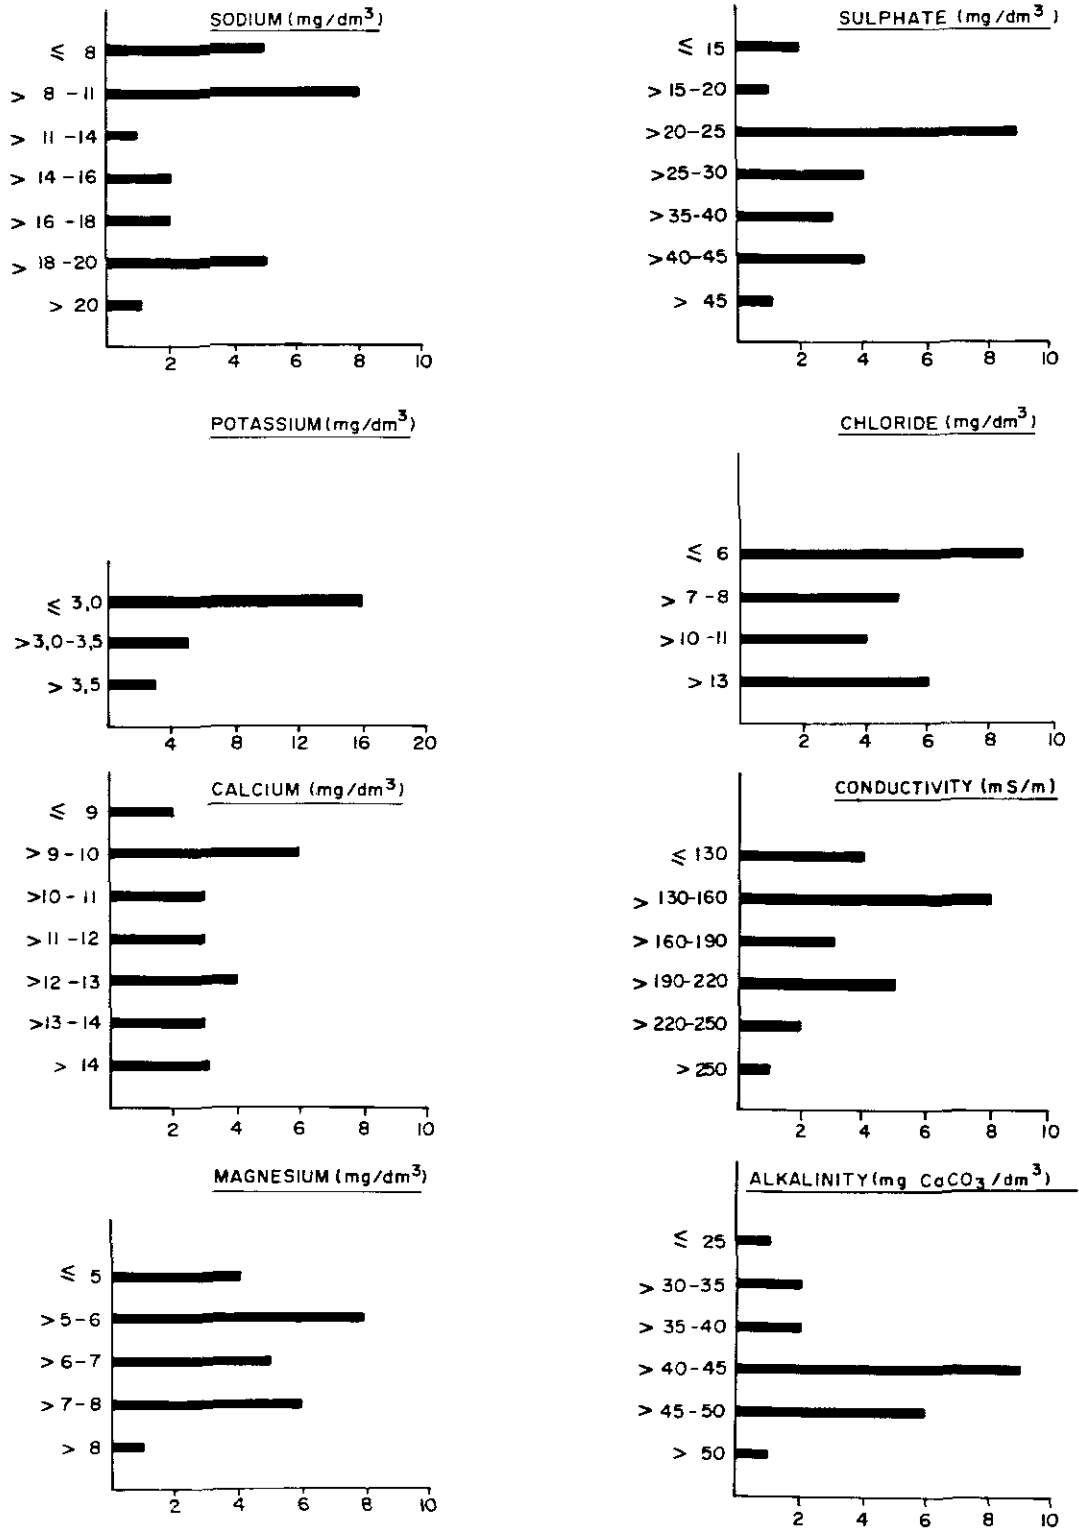 SODIUM (mg/dm³)
≤ 8
> 8 - 11
> 11 - 14
> 14 - 16
> 16 - 18
> 18 - 20
> 20
2 4 6 8 10
SULPHATE (mg/dm³)
≤ 15
> 15 - 20
> 20 - 25
> 25 - 30
> 35 - 40
> 40 - 45
> 45
2 4 6 8 10
POTASSIUM (mg/dm³)
≤ 3,0
> 3,0 - 3,5
> 3,5
4 8 12 16 20
CHLORIDE (mg/dm³)
≤ 6
> 7 - 8
> 10 - 11
> 13
2 4 6 8 10
CALCIUM (mg/dm³)
≤ 9
> 9 - 10
> 10 - 11
> 11 - 12
> 12 - 13
> 13 - 14
> 14
2 4 6 8 10
CONDUCTIVITY (mS/m)
≤ 130
> 130-160
> 160-190
> 190-220
> 220-250
> 250
2 4 6 8 10
MAGNESIUM (mg/dm³)
≤ 5
> 5 - 6
> 6 - 7
> 7 - 8
> 8
2 4 6 8 10
ALKALINITY (mg CaCO₃/dm³)
≤ 25
> 30 - 35
> 35 - 40
> 40 - 45
> 45 - 50
> 50
2 4 6 8 10